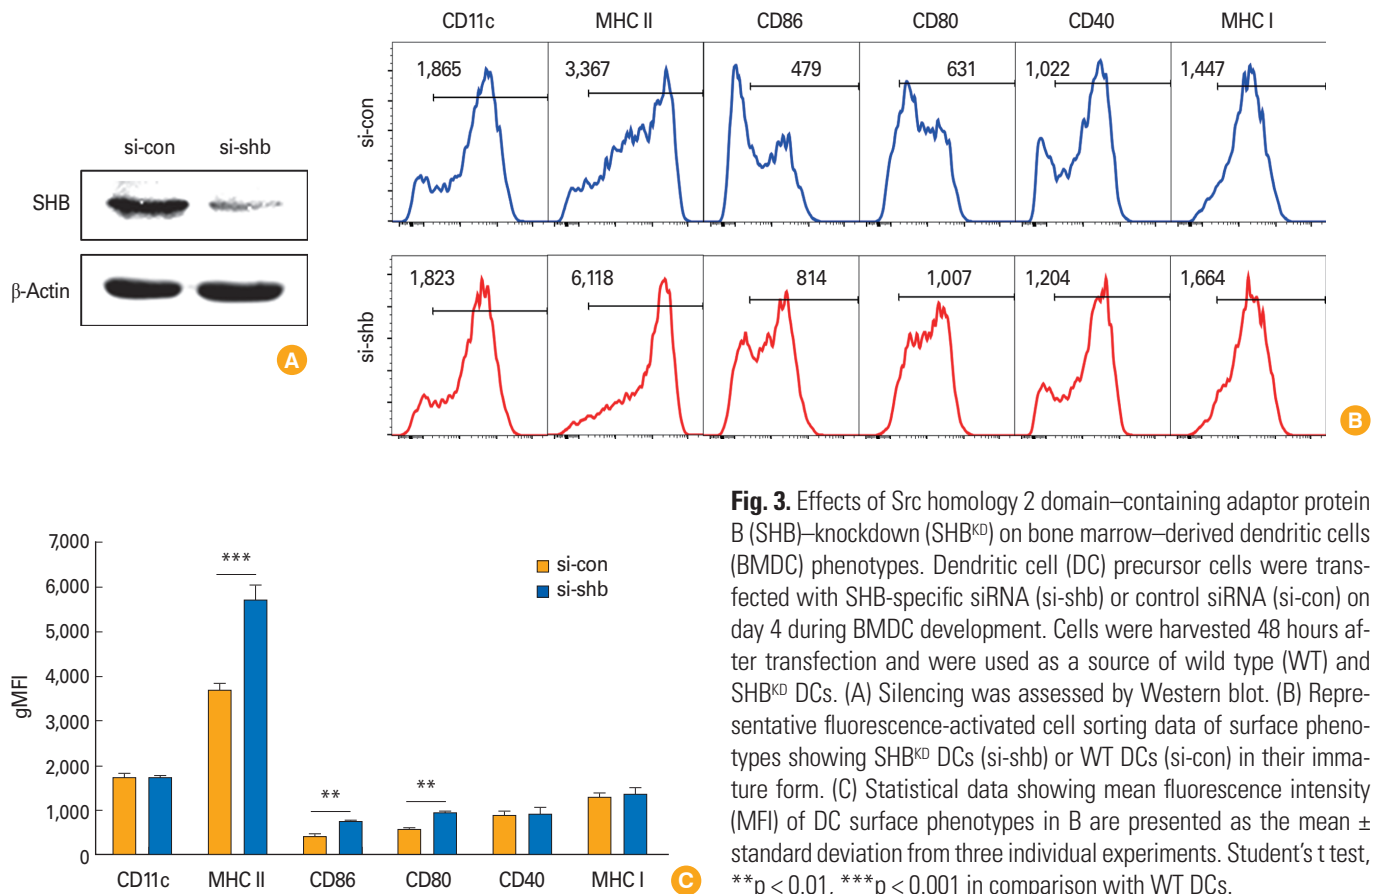 si-con si-shb
SHB
β-Actin
A
CD11c MHC II CD86 CD80 CD40 MHC I
si-con
1,865 3,367 479 631 1,022 1,447
si-shb
1,823 6,118 814 1,007 1,204 1,664
B
gMFI
7,000
6,000
5,000
4,000
3,000
2,000
1,000
0
*** ** **
si-con
si-shb
CD11c MHC II CD86 CD80 CD40 MHC I
C
Fig. 3. Effects of Src homology 2 domain–containing adaptor protein
B (SHB)–knockdown (SHBKD) on bone marrow–derived dendritic cells
(BMDC) phenotypes. Dendritic cell (DC) precursor cells were trans-
fected with SHB-specific siRNA (si-shb) or control siRNA (si-con) on
day 4 during BMDC development. Cells were harvested 48 hours af-
ter transfection and were used as a source of wild type (WT) and
SHBKD DCs. (A) Silencing was assessed by Western blot. (B) Repre-
sentative fluorescence-activated cell sorting data of surface pheno-
types showing SHBKD DCs (si-shb) or WT DCs (si-con) in their imma-
ture form. (C) Statistical data showing mean fluorescence intensity
(MFI) of DC surface phenotypes in B are presented as the mean ±
standard deviation from three individual experiments. Student's t test,
**p < 0.01, ***p < 0.001 in comparison with WT DCs.